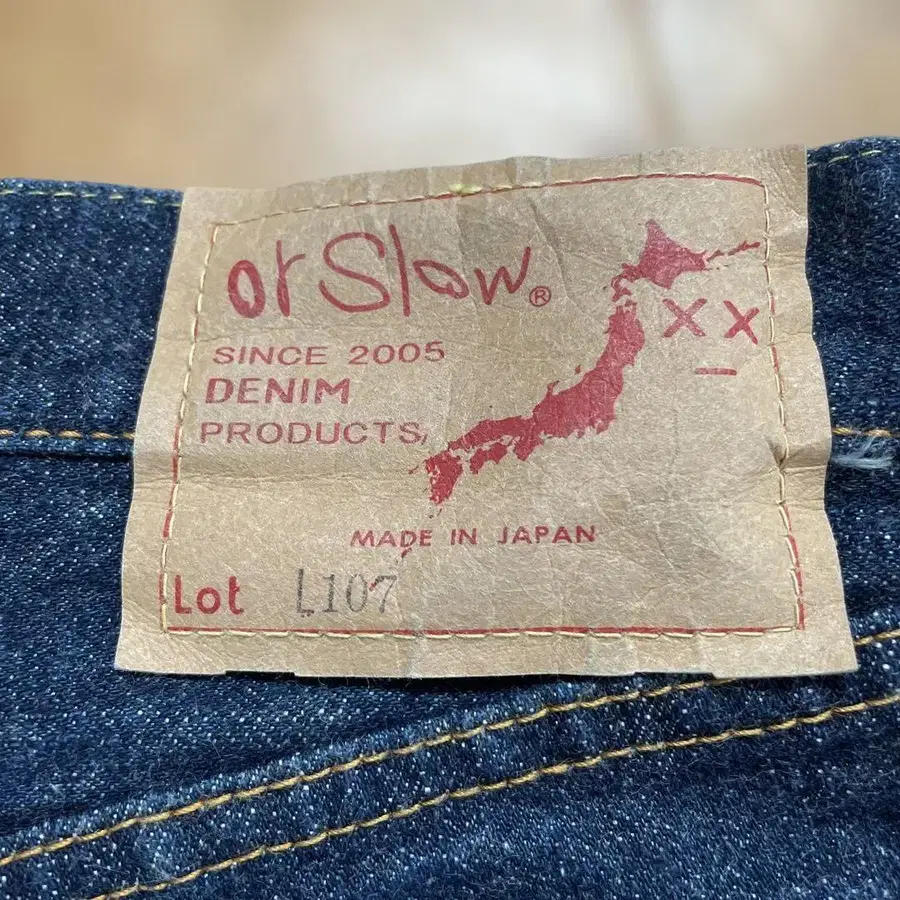 orSlow®
SINCE 2005
DENIM
PRODUCTS,
XX
MADE IN JAPAN
Lot L107